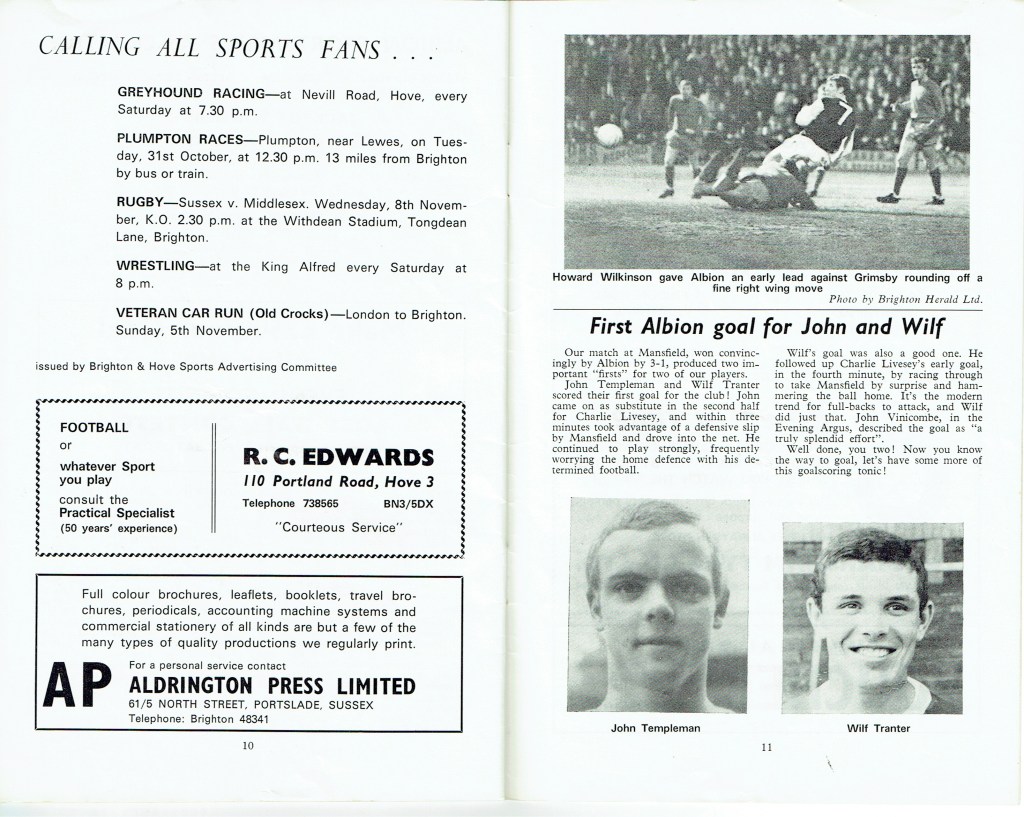 CALLING ALL SPORTS FANS . . .
GREYHOUND RACING—at Nevill Road, Hove, every
Saturday at 7.30 p.m.
PLUMPTON RACES—Plumpton, near Lewes, on Tues-
day, 31st October, at 12.30 p.m. 13 miles from Brighton
by bus or train.
RUGBY—Sussex v. Middlesex. Wednesday, 8th Novem-
ber, K.O. 2.30 p.m. at the Withdean Stadium, Tongdean
Lane, Brighton.
WRESTLING—at the King Alfred every Saturday at
8 p.m.
VETERAN CAR RUN (Old Crocks)—London to Brighton.
Sunday, 5th November.
issued by Brighton & Hove Sports Advertising Committee
FOOTBALL
or
whatever Sport
you play
consult the
Practical Specialist
(50 years' experience)
R. C. EDWARDS
110 Portland Road, Hove 3
Telephone 738565 BN3/5DX
"Courteous Service"
Full colour brochures, leaflets, booklets, travel bro-
chures, periodicals, accounting machine systems and
commercial stationery of all kinds are but a few of the
many types of quality productions we regularly print.
AP
For a personal service contact
ALDRINGTON PRESS LIMITED
61/5 NORTH STREET, PORTSLADE, SUSSEX
Telephone: Brighton 48341
10
7
Howard Wilkinson gave Albion an early lead against Grimsby rounding off a
fine right wing move
Photo by Brighton Herald Ltd.
First Albion goal for John and Wilf
Our match at Mansfield, won convinc-
ingly by Albion by 3-1, produced two im-
portant "firsts" for two of our players.
John Templeman and Wilf Tranter
scored their first goal for the club! John
came on as substitute in the second half
for Charlie Livesey, and within three
minutes took advantage of a defensive slip
by Mansfield and drove into the net. He
continued to play strongly, frequently
worrying the home defence with his de-
termined football.
Wilf's goal was also a good one. He
followed up Charlie Livesey's early goal,
in the fourth minute, by racing through
to take Mansfield by surprise and ham-
mering the ball home. It's the modern
trend for full-backs to attack, and Wilf
did just that. John Vinicombe, in the
Evening Argus, described the goal as "a
truly splendid effort".
Well done, you two! Now you know
the way to goal, let's have some more of
this goalscoring tonic!
John Templeman
Wilf Tranter
11